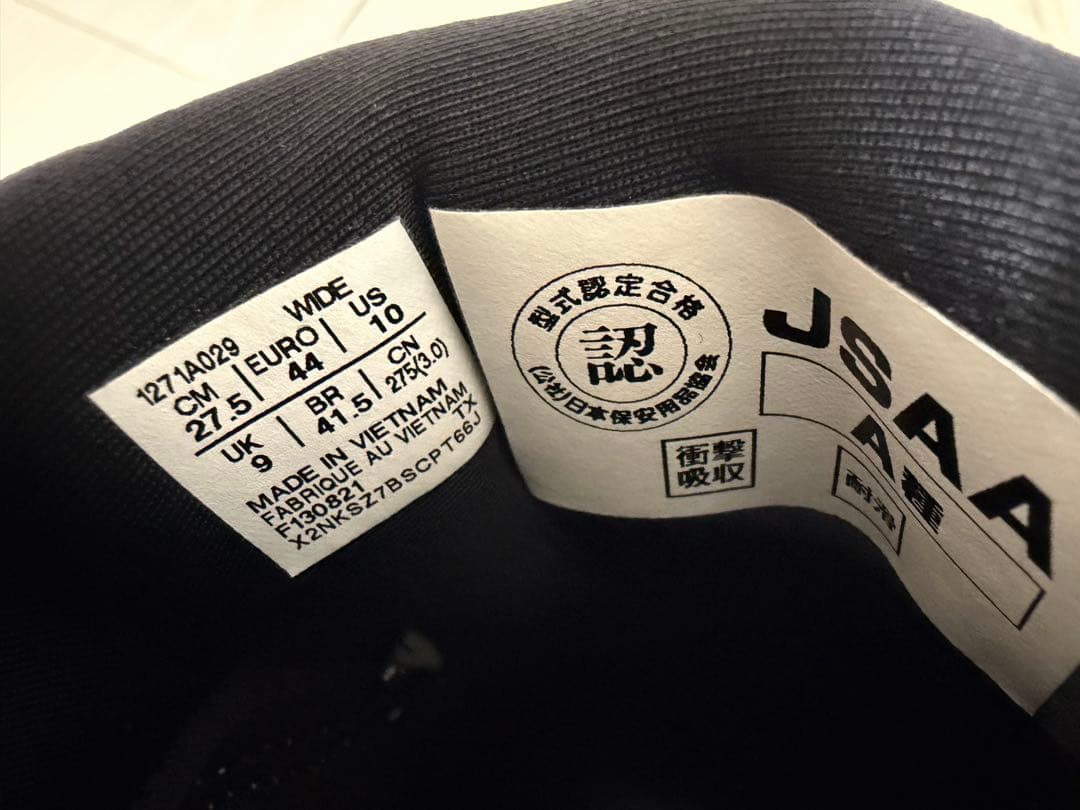 1271A029 WIDE
CM EURO US
27.5 44 10
UK BR CN
9 41.5 275(3.0)
MADE IN VIETNAM
FABRIQUE AU VIETNAM
F130821 TX
X2NKSZ7BSCPT66J
型式認定合格
認
(公社)日本保安用品協会
衝撃
吸収
JSAA
A種
耐滑